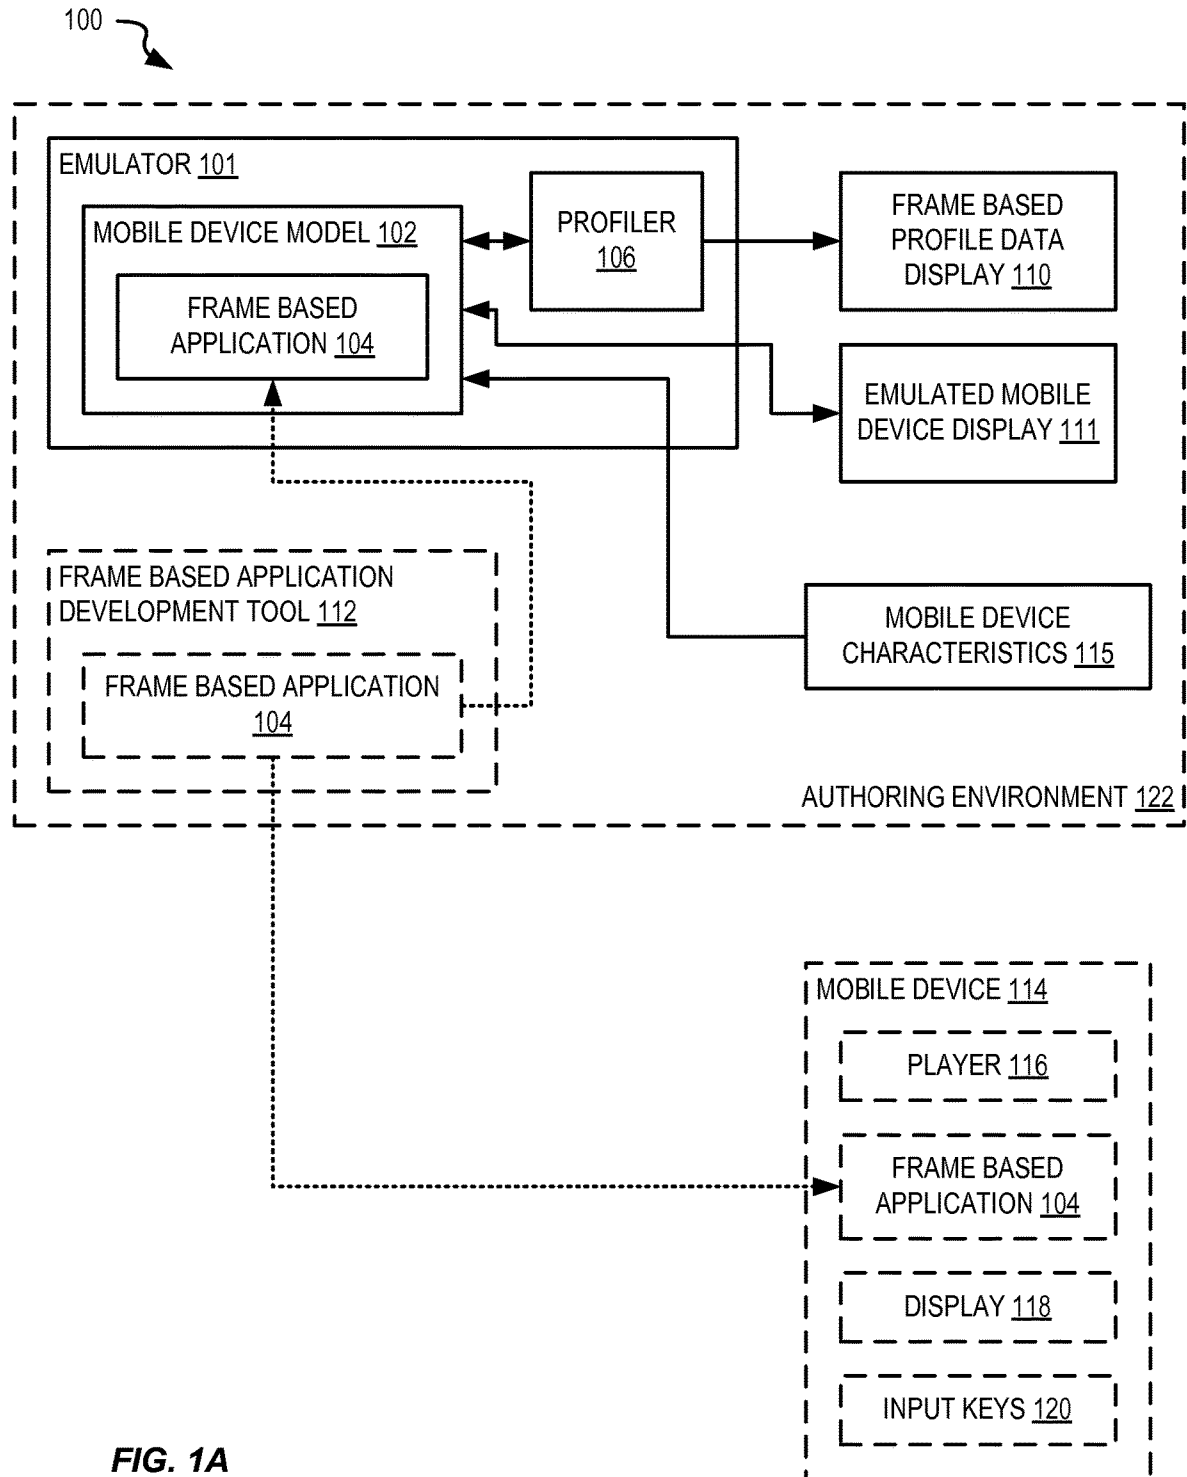 100
EMULATOR 101
MOBILE DEVICE MODEL 102
FRAME BASED
APPLICATION 104
PROFILER
106
FRAME BASED
PROFILE DATA
DISPLAY 110
EMULATED MOBILE
DEVICE DISPLAY 111
FRAME BASED APPLICATION
DEVELOPMENT TOOL 112
FRAME BASED APPLICATION
104
MOBILE DEVICE
CHARACTERISTICS 115
AUTHORING ENVIRONMENT 122
MOBILE DEVICE 114
PLAYER 116
FRAME BASED
APPLICATION 104
DISPLAY 118
INPUT KEYS 120
FIG. 1A